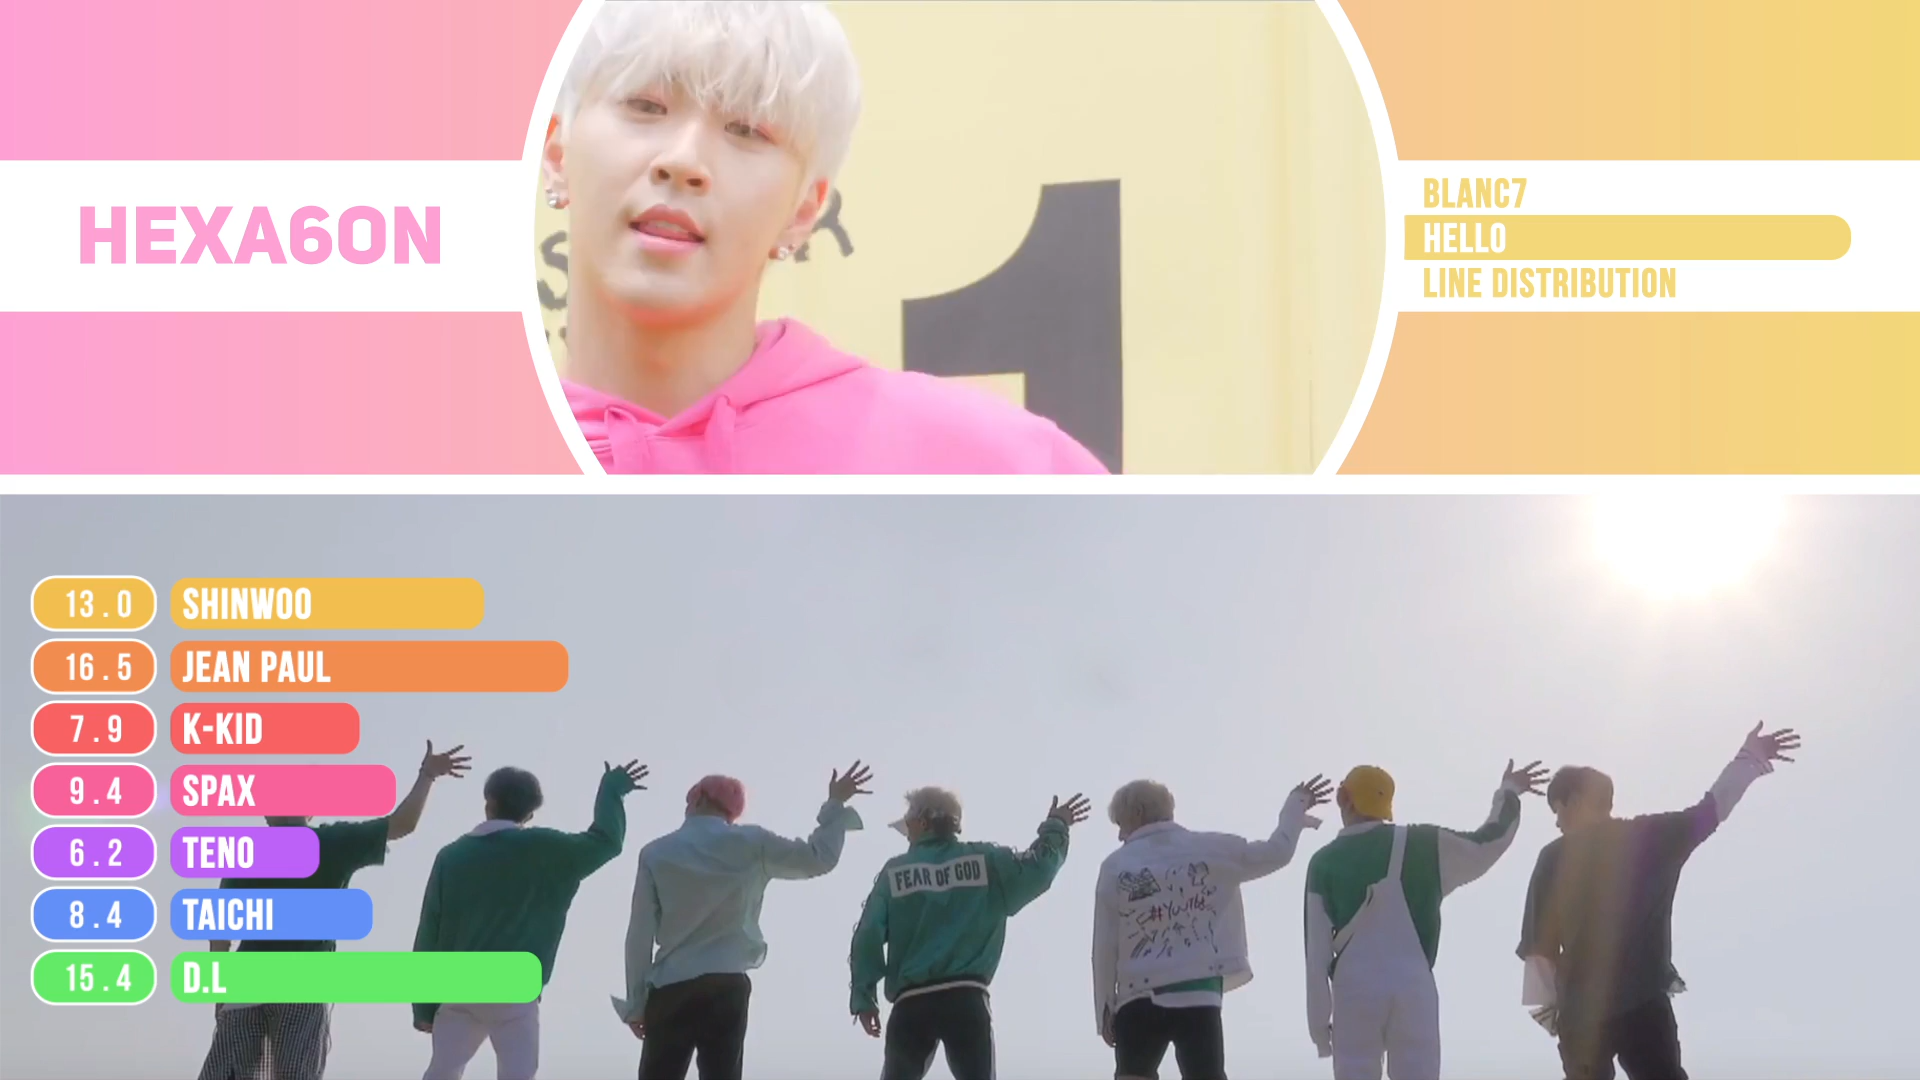 HEXA6ON
BLANC7
HELLO
LINE DISTRIBUTION
1
13.0 SHINWOO
16.5 JEAN PAUL
7.9 K-KID
9.4 SPAX
6.2 TENO
8.4 TAICHI
15.4 D.L
FEAR OF GOD